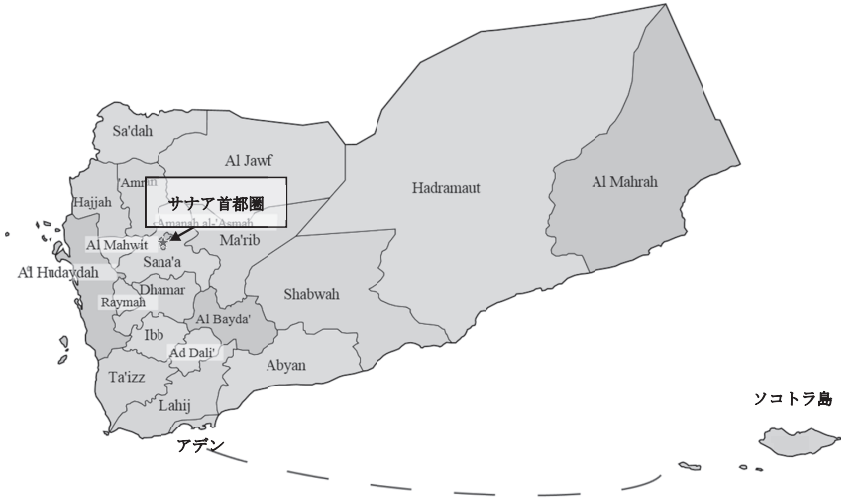 Sa'dah
Al Jawf
'Amran
Hadramaut
Al Mahrah
Hajjah
サナア首都圏
Amanah al-'Asmah
Al Mahwit
Ma'rib
Sana'a
Al Hudaydah
Dhamar
Raymah
Shabwah
Al Bayda'
Ibb
Ad Dali'
Abyan
Ta'izz
Lahij
ソコトラ島
アデン